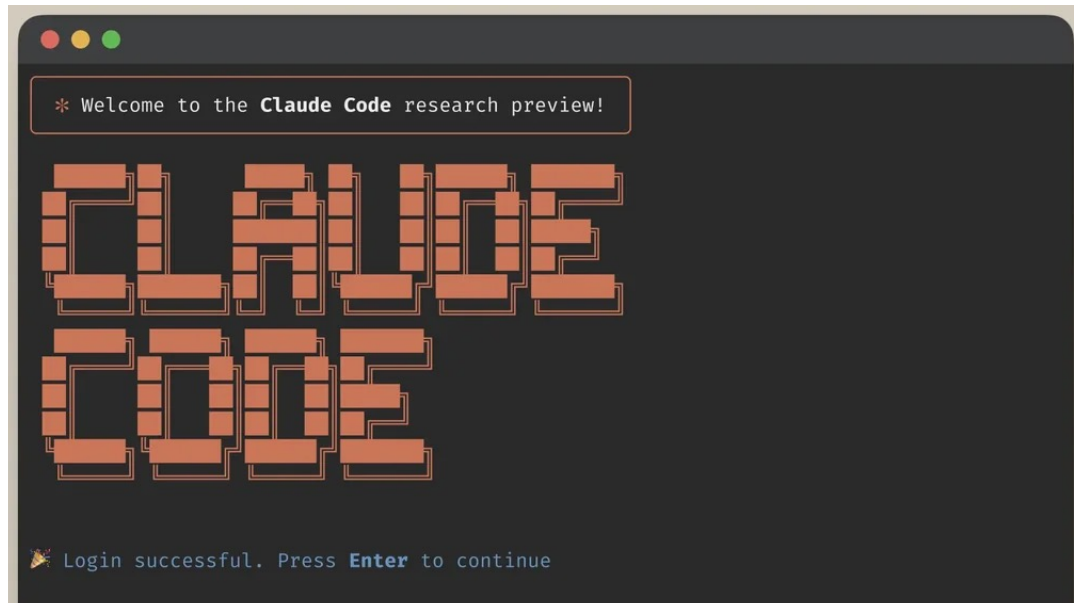 ✻ Welcome to the Claude Code research preview!
CLAUDE
CODE
🎉 Login successful. Press Enter to continue